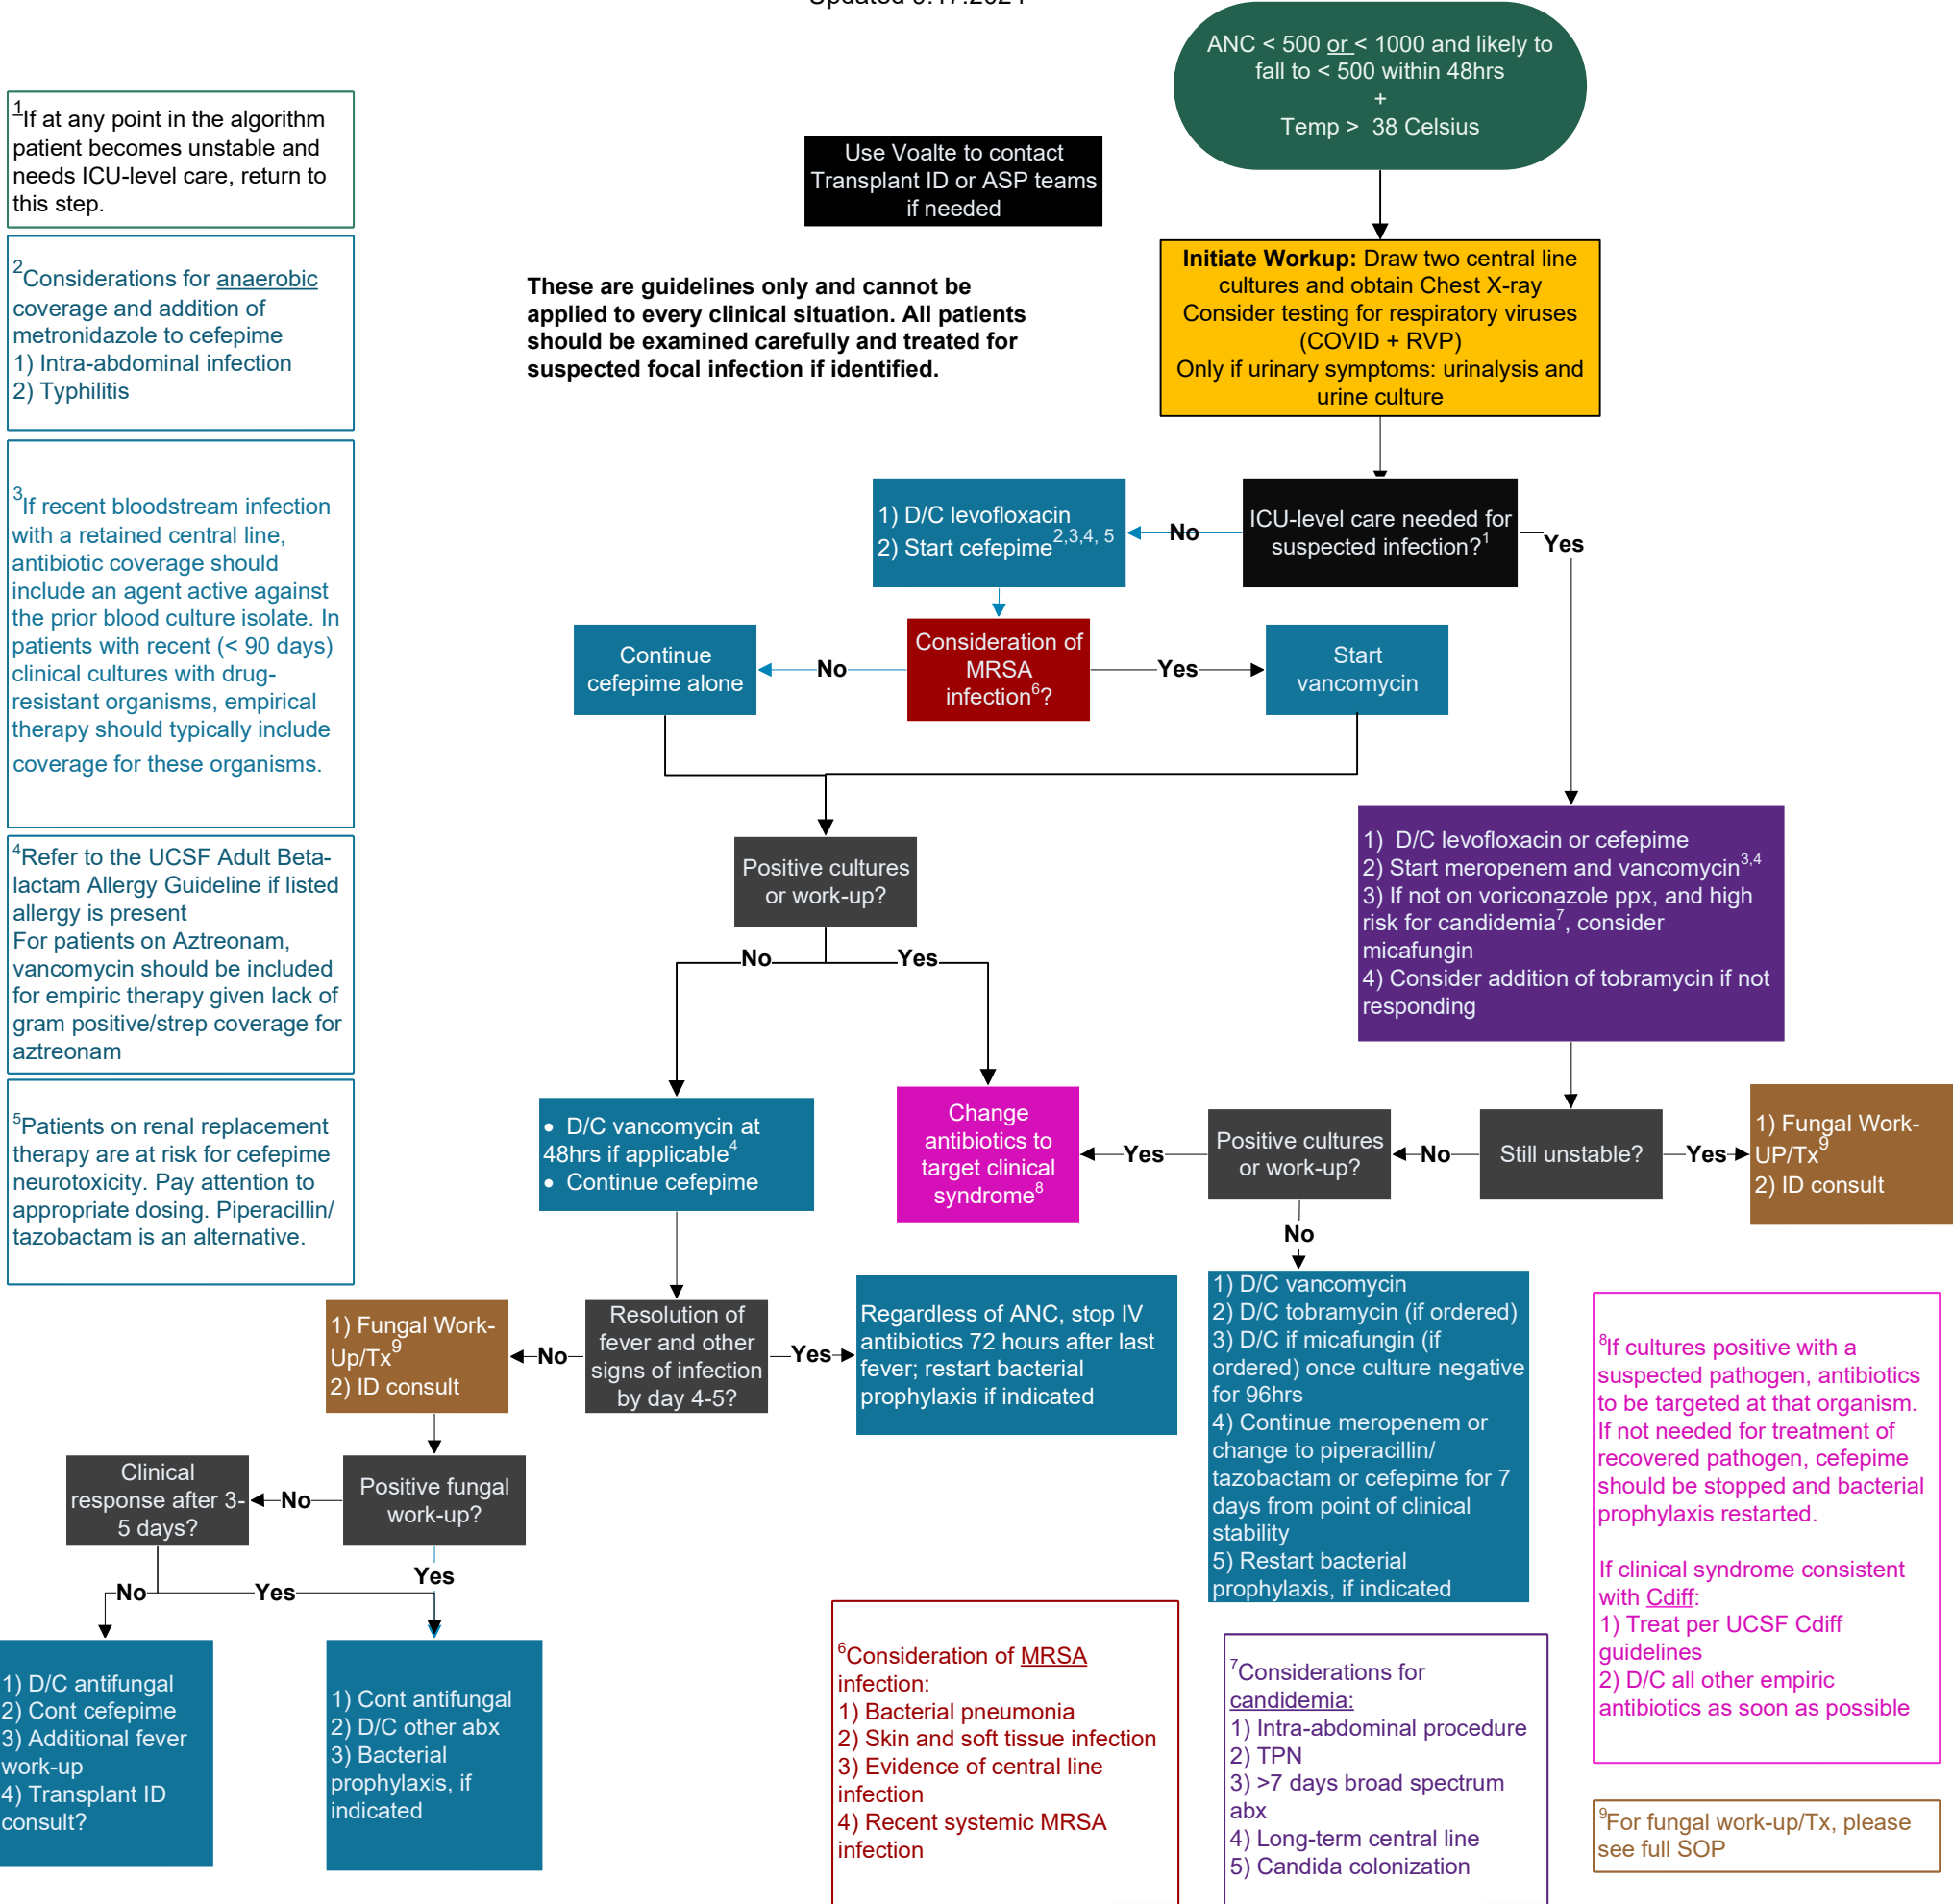 ANC < 500 or < 1000 and likely to
fall to < 500 within 48hrs
+
Temp > 38 Celsius
1If at any point in the algorithm
patient becomes unstable and
needs ICU-level care, return to
this step.
Use Voalte to contact
Transplant ID or ASP teams
if needed
2Considerations for anaerobic
coverage and addition of
metronidazole to cefepime
1) Intra-abdominal infection
2) Typhilitis
These are guidelines only and cannot be
applied to every clinical situation. All patients
should be examined carefully and treated for
suspected focal infection if identified.
Initiate Workup: Draw two central line
cultures and obtain Chest X-ray
Consider testing for respiratory viruses
(COVID + RVP)
Only if urinary symptoms: urinalysis and
urine culture
3If recent bloodstream infection
with a retained central line,
antibiotic coverage should
include an agent active against
the prior blood culture isolate. In
patients with recent (< 90 days)
clinical cultures with drug-
resistant organisms, empirical
therapy should typically include
coverage for these organisms.
1) D/C levofloxacin
2) Start cefepime2,3,4, 5
No
ICU-level care needed for
suspected infection?1
Yes
Continue
cefepime alone
No
Consideration of
MRSA
infection6?
Yes
Start
vancomycin
4Refer to the UCSF Adult Beta-
lactam Allergy Guideline if listed
allergy is present
For patients on Aztreonam,
vancomycin should be included
for empiric therapy given lack of
gram positive/strep coverage for
aztreonam
Positive cultures
or work-up?
No
Yes
1) D/C levofloxacin or cefepime
2) Start meropenem and vancomycin3,4
3) If not on voriconazole ppx, and high
risk for candidemia7, consider
micafungin
4) Consider addition of tobramycin if not
responding
5Patients on renal replacement
therapy are at risk for cefepime
neurotoxicity. Pay attention to
appropriate dosing. Piperacillin/
tazobactam is an alternative.
• D/C vancomycin at
48hrs if applicable4
• Continue cefepime
Change
antibiotics to
target clinical
syndrome8
Yes
Positive cultures
or work-up?
No
Still unstable?
Yes
1) Fungal Work-
UP/Tx9
2) ID consult
No
1) Fungal Work-
Up/Tx9
2) ID consult
No
Resolution of
fever and other
signs of infection
by day 4-5?
Yes
Regardless of ANC, stop IV
antibiotics 72 hours after last
fever; restart bacterial
prophylaxis if indicated
1) D/C vancomycin
2) D/C tobramycin (if ordered)
3) D/C if micafungin (if
ordered) once culture negative
for 96hrs
4) Continue meropenem or
change to piperacillin/
tazobactam or cefepime for 7
days from point of clinical
stability
5) Restart bacterial
prophylaxis, if indicated
8If cultures positive with a
suspected pathogen, antibiotics
to be targeted at that organism.
If not needed for treatment of
recovered pathogen, cefepime
should be stopped and bacterial
prophylaxis restarted.
If clinical syndrome consistent
with Cdiff:
1) Treat per UCSF Cdiff
guidelines
2) D/C all other empiric
antibiotics as soon as possible
Clinical
response after 3-
5 days?
No
Positive fungal
work-up?
No
Yes
Yes
1) D/C antifungal
2) Cont cefepime
3) Additional fever
work-up
4) Transplant ID
consult?
1) Cont antifungal
2) D/C other abx
3) Bacterial
prophylaxis, if
indicated
6Consideration of MRSA
infection:
1) Bacterial pneumonia
2) Skin and soft tissue infection
3) Evidence of central line
infection
4) Recent systemic MRSA
infection
7Considerations for
candidemia:
1) Intra-abdominal procedure
2) TPN
3) >7 days broad spectrum
abx
4) Long-term central line
5) Candida colonization
9For fungal work-up/Tx, please
see full SOP